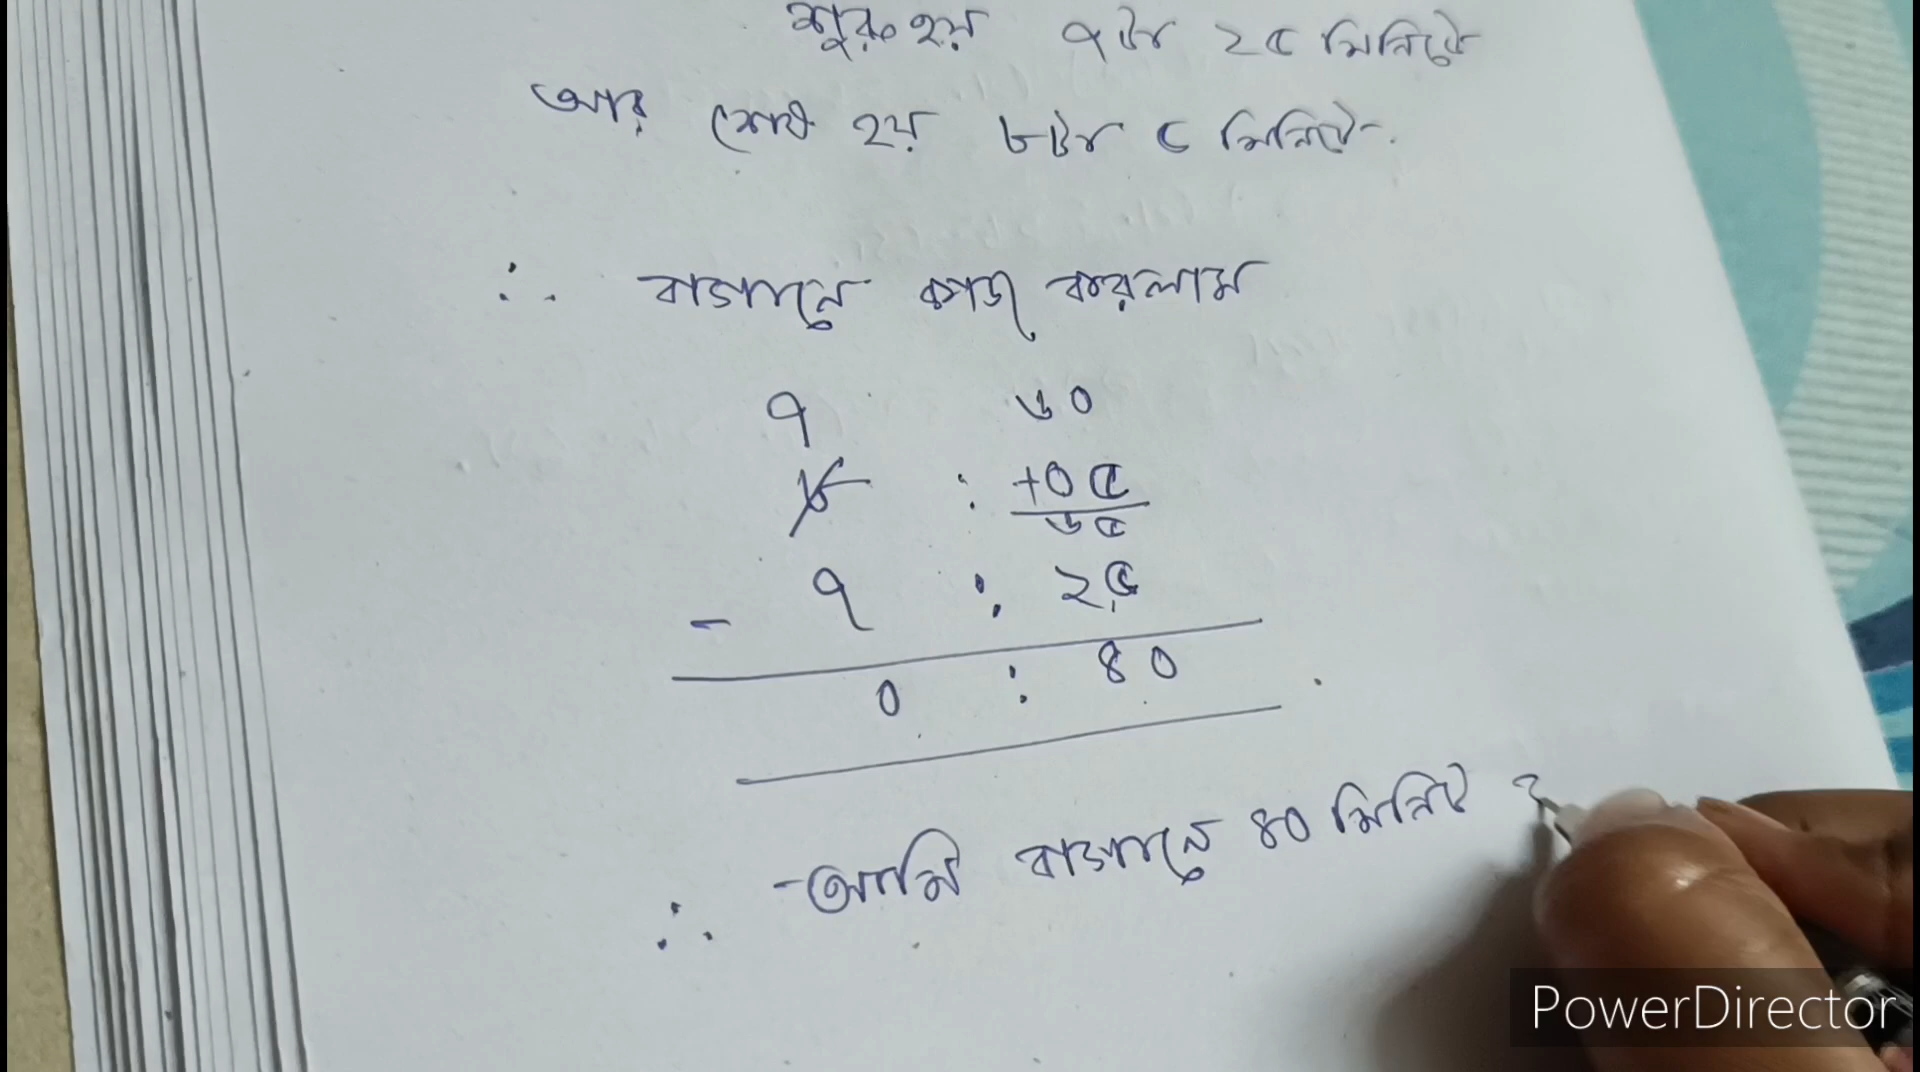 শুরু হয় ৭টা ২৫ মিনিটে
আর শেষ হয় ৮টা ৫ মিনিটে.
∴ বাগানে কাজ করলাম
৭ ৬০
৮ : +০৫
৬৫
- ৭ : ২৫
০ : ৪০
∴ আমি বাগানে ৪০ মিনিট
PowerDirector